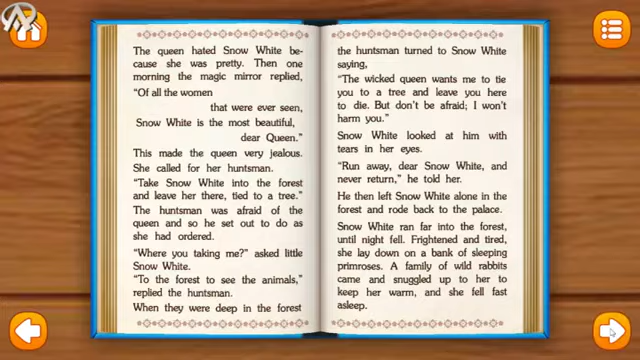 The queen hated Snow White be-
cause she was pretty. Then one
morning the magic mirror replied,
“Of all the women
that were ever seen,
Snow White is the most beautiful,
dear Queen.”
This made the queen very jealous.
She called for her huntsman.
“Take Snow White into the forest
and leave her there, tied to a tree.”
The huntsman was afraid of the
queen and so he set out to do as
she had ordered.
“Where you taking me?” asked little
Snow White.
“To the forest to see the animals,”
replied the huntsman.
When they were deep in the forest
the huntsman turned to Snow White
saying,
“The wicked queen wants me to tie
you to a tree and leave you here
to die. But don’t be afraid; I won’t
harm you.”
Snow White looked at him with
tears in her eyes.
“Run away, dear Snow White, and
never return,” he told her.
He then left Snow White alone in the
forest and rode back to the palace.
Snow White ran far into the forest,
until night fell. Frightened and tired,
she lay down on a bank of sleeping
primroses. A family of wild rabbits
came and snuggled up to her to
keep her warm, and she fell fast
asleep.